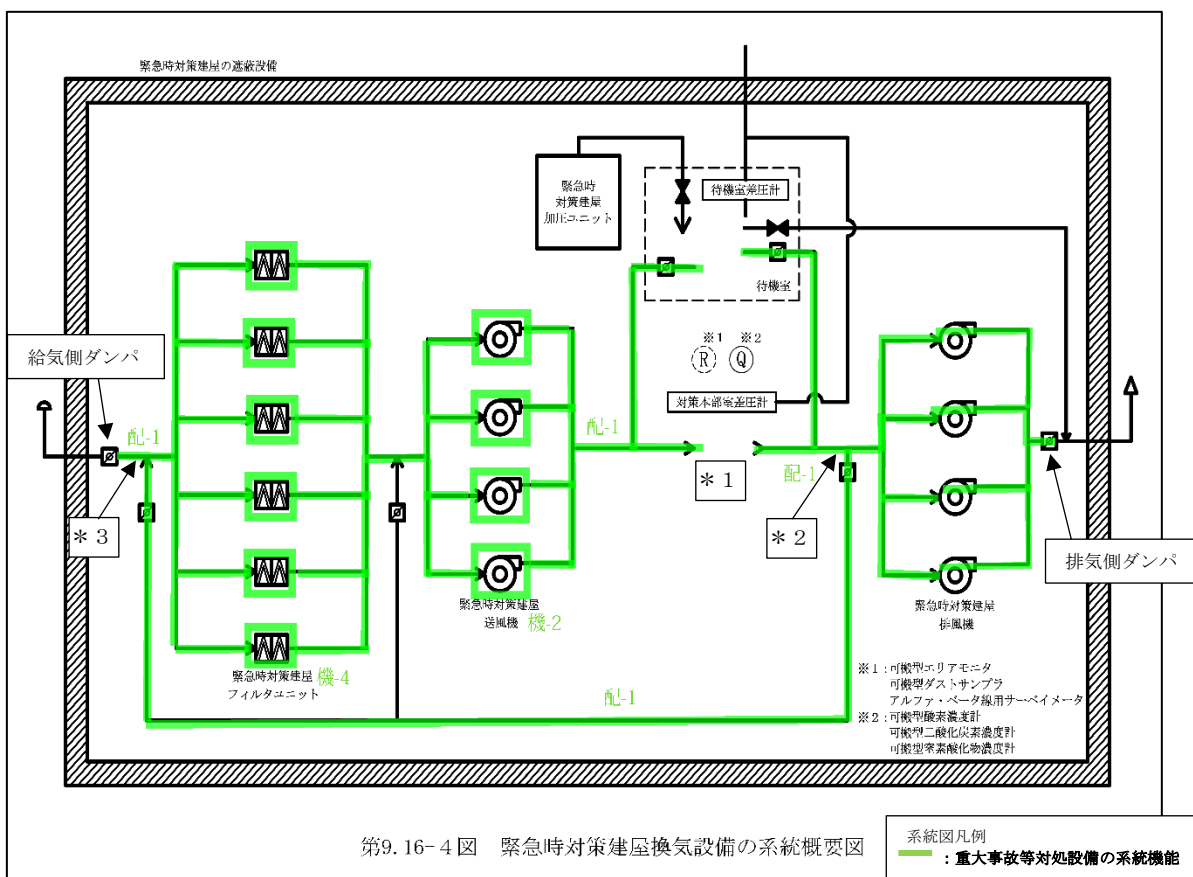 緊急時対策建屋の遮蔽設備
緊急時
対策建屋
加圧ユニット
待機室差圧計
待機室
給気側ダンパ
※1
※2
R
Q
対策本部室差圧計
配-1
配-1
配-1
*3
*1
*2
排気側ダンパ
緊急時対策建屋
送風機
機-2
緊急時対策建屋
排風機
緊急時対策建屋
フィルタユニット
機-4
配-1
※1:可搬型エリアモニタ
可搬型ダストサンプラ
アルファ・ベータ線用サーベイメータ
※2:可搬型酸素濃度計
可搬型二酸化炭素濃度計
可搬型窒素酸化物濃度計
第9.16-4図 緊急時対策建屋換気設備の系統概要図
系統図凡例
:重大事故等対処設備の系統機能